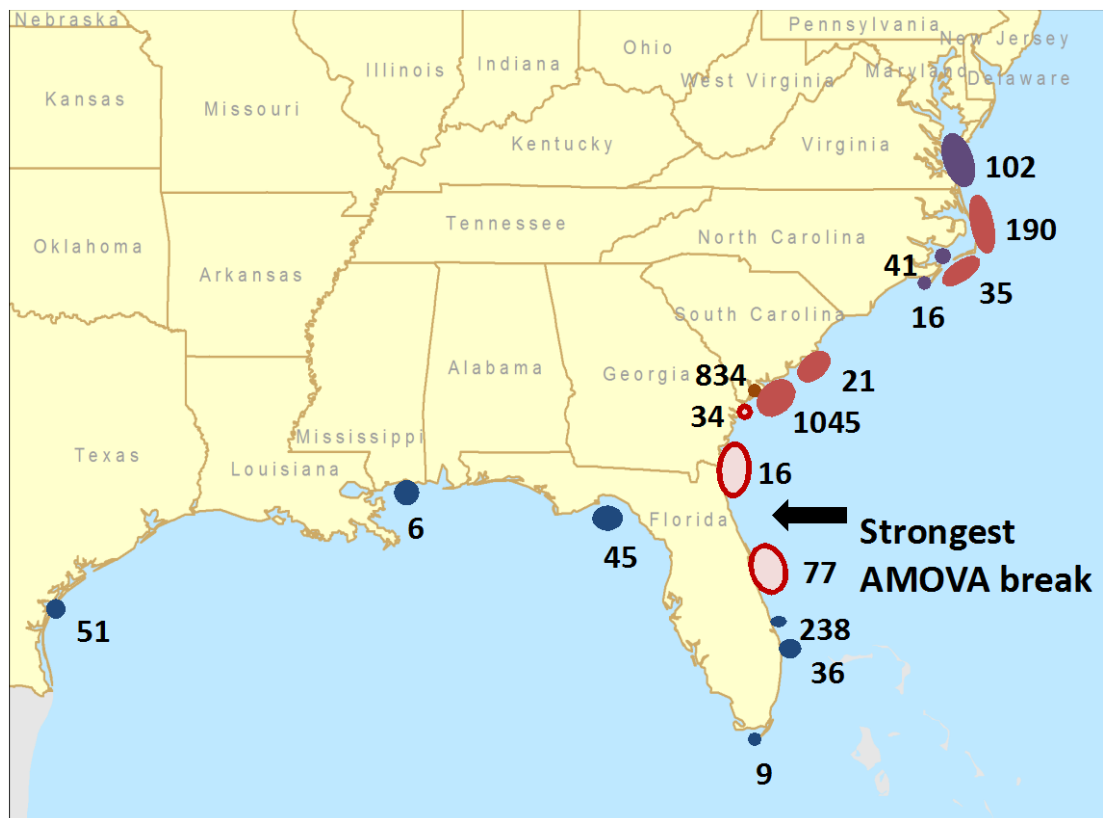 Nebraska
Pennsylvania
New Jersey
Ohio
Illinois
Indiana
West Virginia
Maryland
Delaware
Kansas
Missouri
Kentucky
Virginia
102
Tennessee
North Carolina
190
Oklahoma
Arkansas
41
35
16
South Carolina
834
21
Alabama
Georgia
34
1045
Mississippi
Texas
Louisiana
16
6
45
Florida
Strongest
AMOVA break
77
51
238
36
9